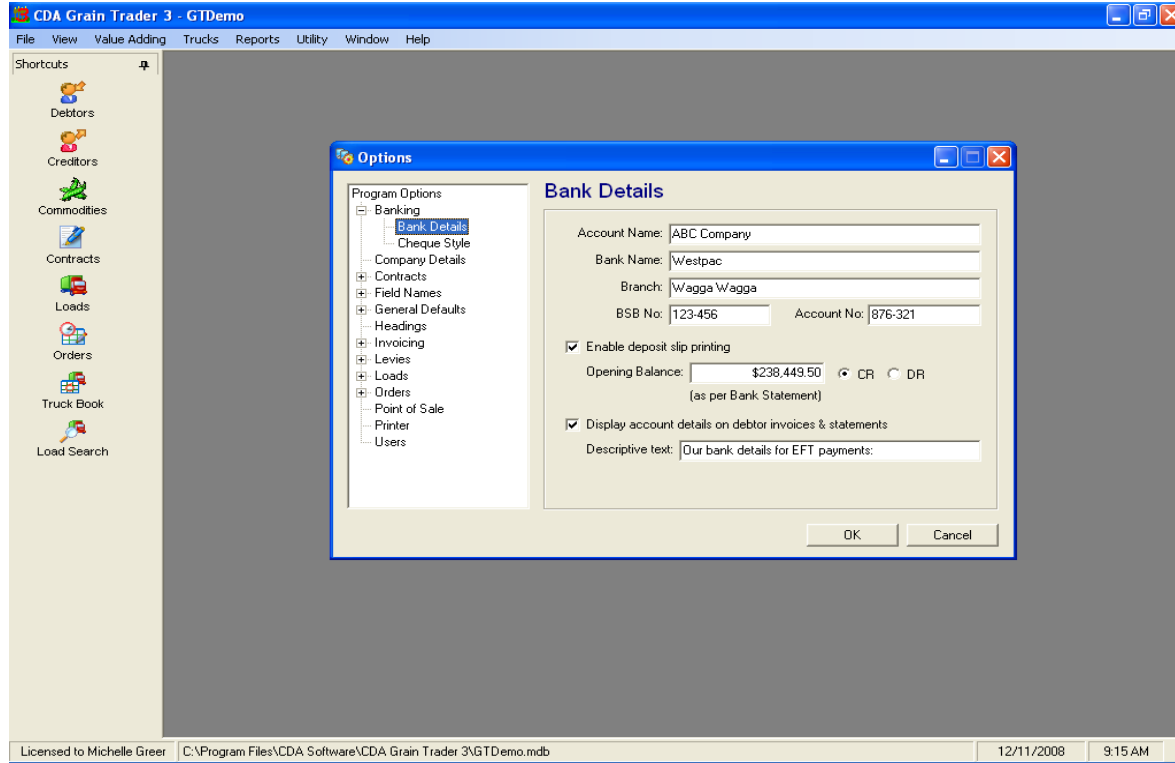 CDA Grain Trader 3 - GTDemo
File View Value Adding Trucks Reports Utility Window Help
Shortcuts
Debtors
Creditors
Commodities
Contracts
Loads
Orders
Truck Book
Load Search
Options
Program Options
Banking
Bank Details
Cheque Style
Company Details
Contracts
Field Names
General Defaults
Headings
Invoicing
Levies
Loads
Orders
Point of Sale
Printer
Users
Bank Details
Account Name: ABC Company
Bank Name: Westpac
Branch: Wagga Wagga
BSB No: 123-456 Account No: 876-321
Enable deposit slip printing
Opening Balance: $238,449.50 CR DR
(as per Bank Statement)
Display account details on debtor invoices & statements
Descriptive text: Our bank details for EFT payments:
OK Cancel
Licensed to Michelle Greer C:\Program Files\CDA Software\CDA Grain Trader 3\GTDemo.mdb 12/11/2008 9:15 AM